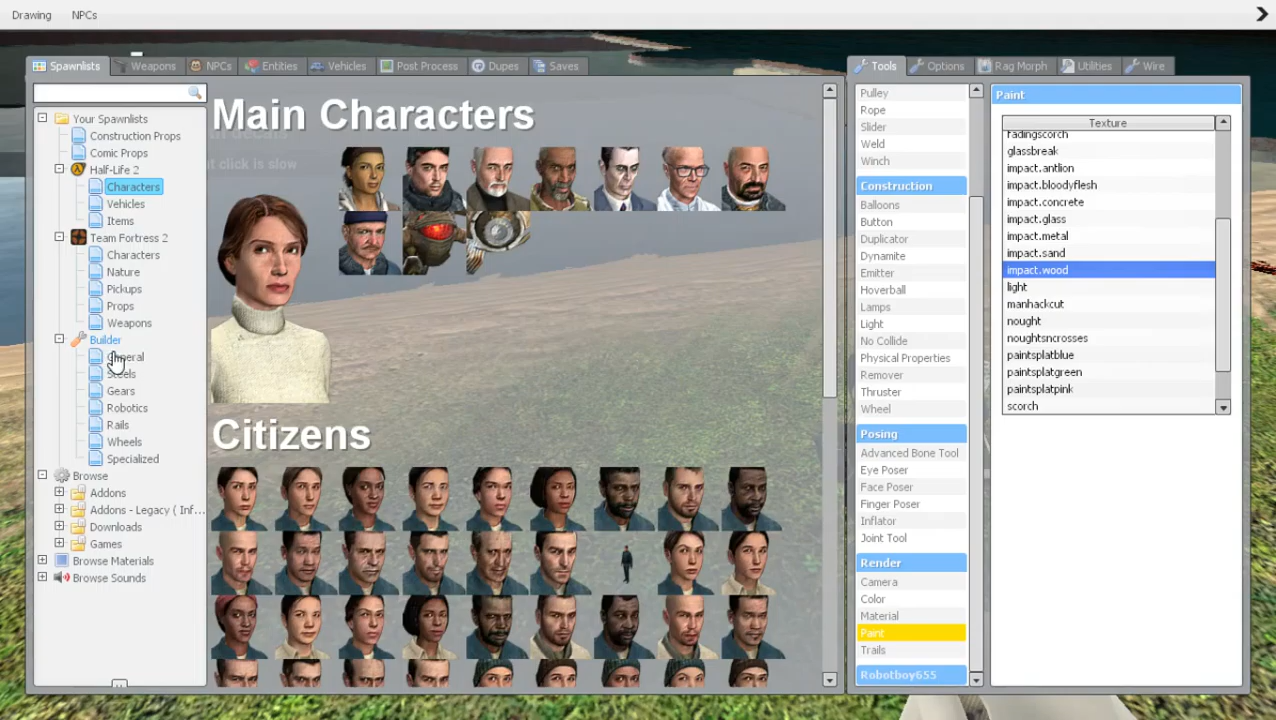 Drawing NPCs
Spawnlists Weapons NPCs Entities Vehicles Post Process Dupes Saves
Your Spawnlists
Construction Props
Comic Props
Half-Life 2
Characters
Vehicles
Items
Team Fortress 2
Characters
Nature
Pickups
Props
Weapons
Builder
Gears
Robotics
Rails
Wheels
Specialized
Browse
Addons
Addons - Legacy (`Inf...
Downloads
Games
Browse Materials
Browse Sounds
Main Characters
t click is slow
Citizens
Tools Options Rag Morph Utilities Wire
Pulley
Rope
Slider
Weld
Winch
Construction
Balloons
Button
Duplicator
Dynamite
Emitter
Hoverball
Lamps
Light
No Collide
Physical Properties
Remover
Thruster
Wheel
Posing
Advanced Bone Tool
Eye Poser
Face Poser
Finger Poser
Inflator
Joint Tool
Render
Camera
Color
Material
Paint
Trails
Robotboy655
Paint
Texture
fadingscorch
glassbreak
impact.antlion
impact.bloodyflesh
impact.concrete
impact.glass
impact.metal
impact.sand
impact.wood
light
manhackcut
nought
noughtsncrosses
paintsplatblue
paintsplatgreen
paintsplatpink
scorch